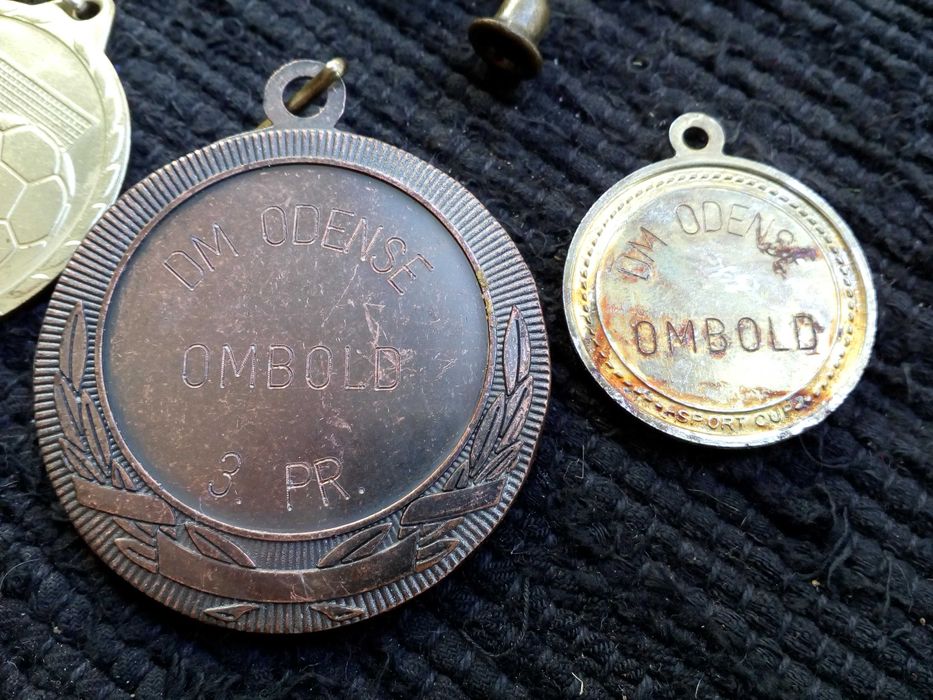 DM ODENSE
OMBOLD
3. PR.
DM ODENSE
OMBOLD
SPORT CUP